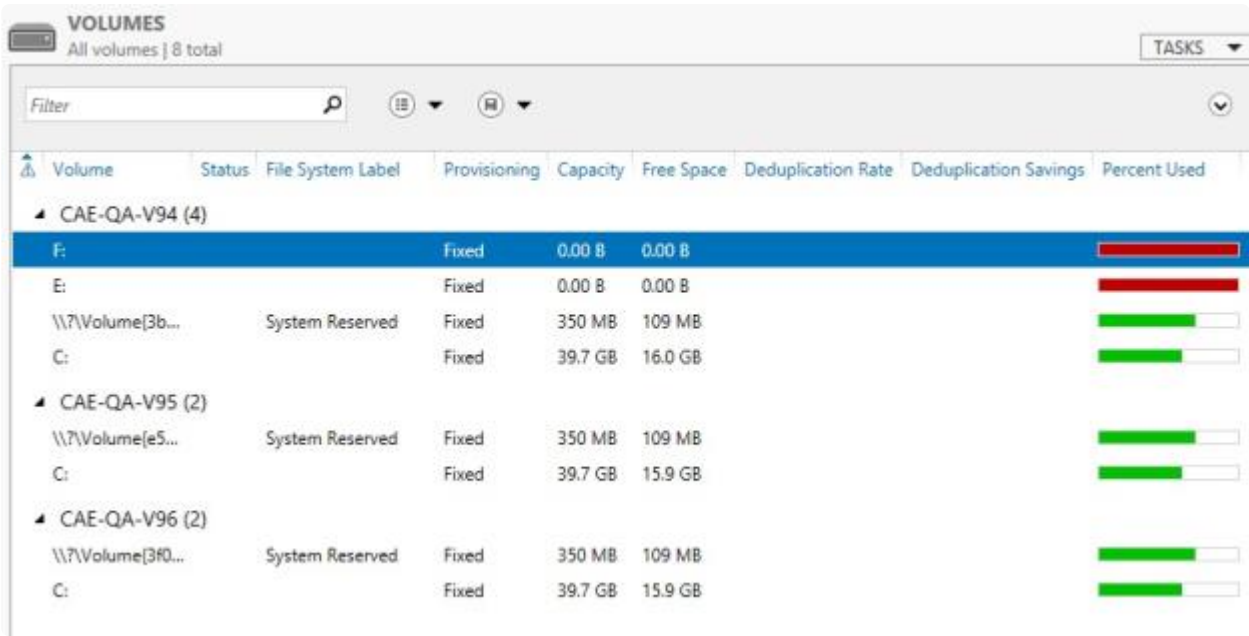 VOLUMES
All volumes | 8 total
TASKS
Filter
Volume Status File System Label Provisioning Capacity Free Space Deduplication Rate Deduplication Savings Percent Used
CAE-QA-V94 (4)
F: Fixed 0.00 B 0.00 B
E: Fixed 0.00 B 0.00 B
\\?\Volume{3b... System Reserved Fixed 350 MB 109 MB
C: Fixed 39.7 GB 16.0 GB
CAE-QA-V95 (2)
\\?\Volume{e5... System Reserved Fixed 350 MB 109 MB
C: Fixed 39.7 GB 15.9 GB
CAE-QA-V96 (2)
\\?\Volume{3f0... System Reserved Fixed 350 MB 109 MB
C: Fixed 39.7 GB 15.9 GB